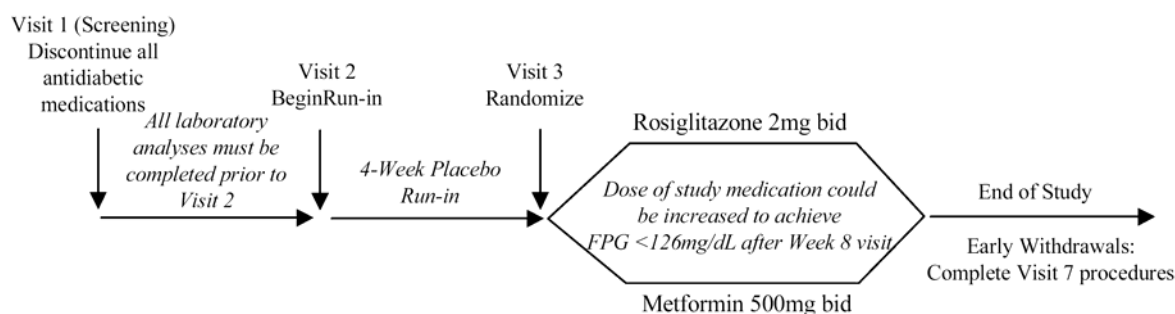 Visit 1 (Screening)
Discontinue all
antidiabetic
medications
All laboratory
analyses must be
completed prior to
Visit 2
Visit 2
BeginRun-in
4-Week Placebo
Run-in
Visit 3
Randomize
Rosiglitazone 2mg bid
Dose of study medication could
be increased to achieve
FPG <126mg/dL after Week 8 visit
Metformin 500mg bid
End of Study
Early Withdrawals:
Complete Visit 7 procedures